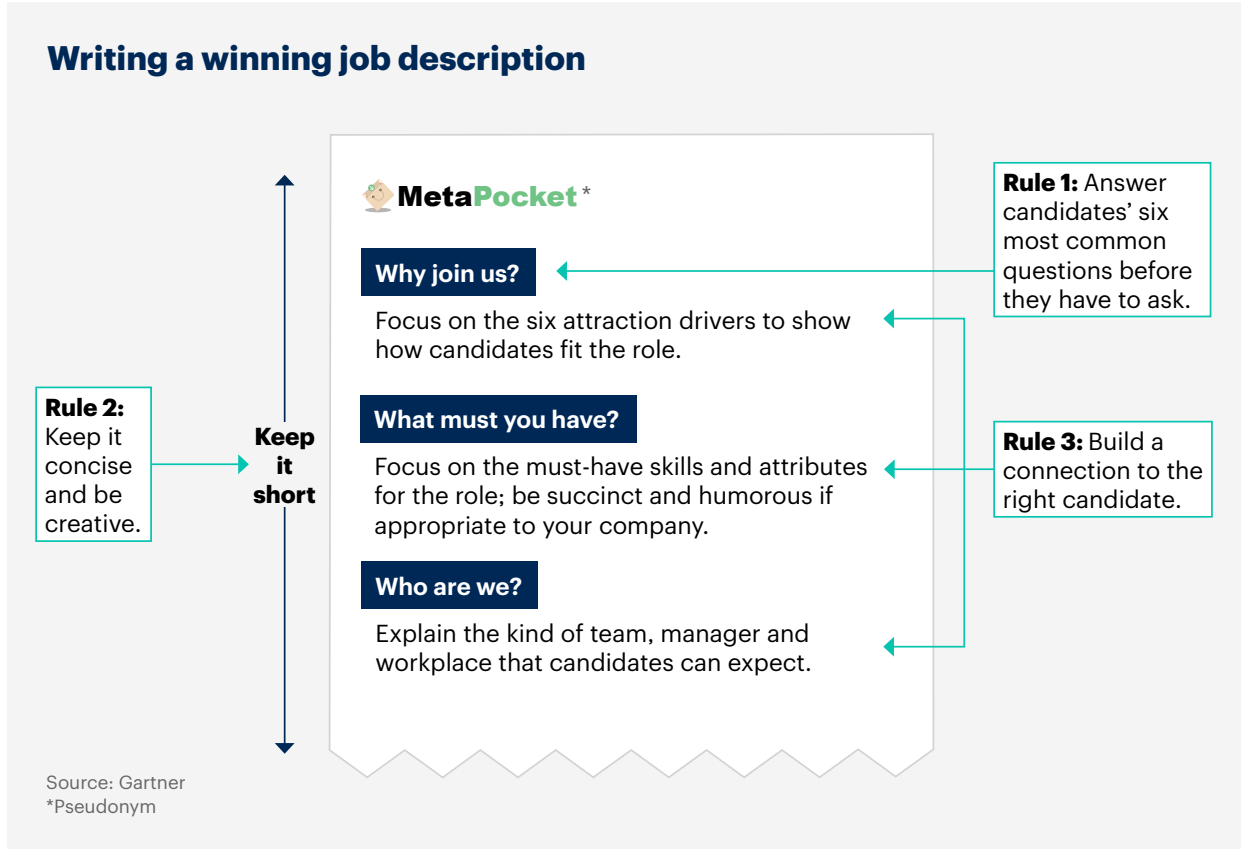 Writing a winning job description
MetaPocket*
Why join us?
Focus on the six attraction drivers to show
how candidates fit the role.
What must you have?
Focus on the must-have skills and attributes
for the role; be succinct and humorous if
appropriate to your company.
Who are we?
Explain the kind of team, manager and
workplace that candidates can expect.
Rule 1: Answer
candidates’ six
most common
questions before
they have to ask.
Rule 2:
Keep it
concise
and be
creative.
Keep
it
short
Rule 3: Build a
connection to the
right candidate.
Source: Gartner
*Pseudonym